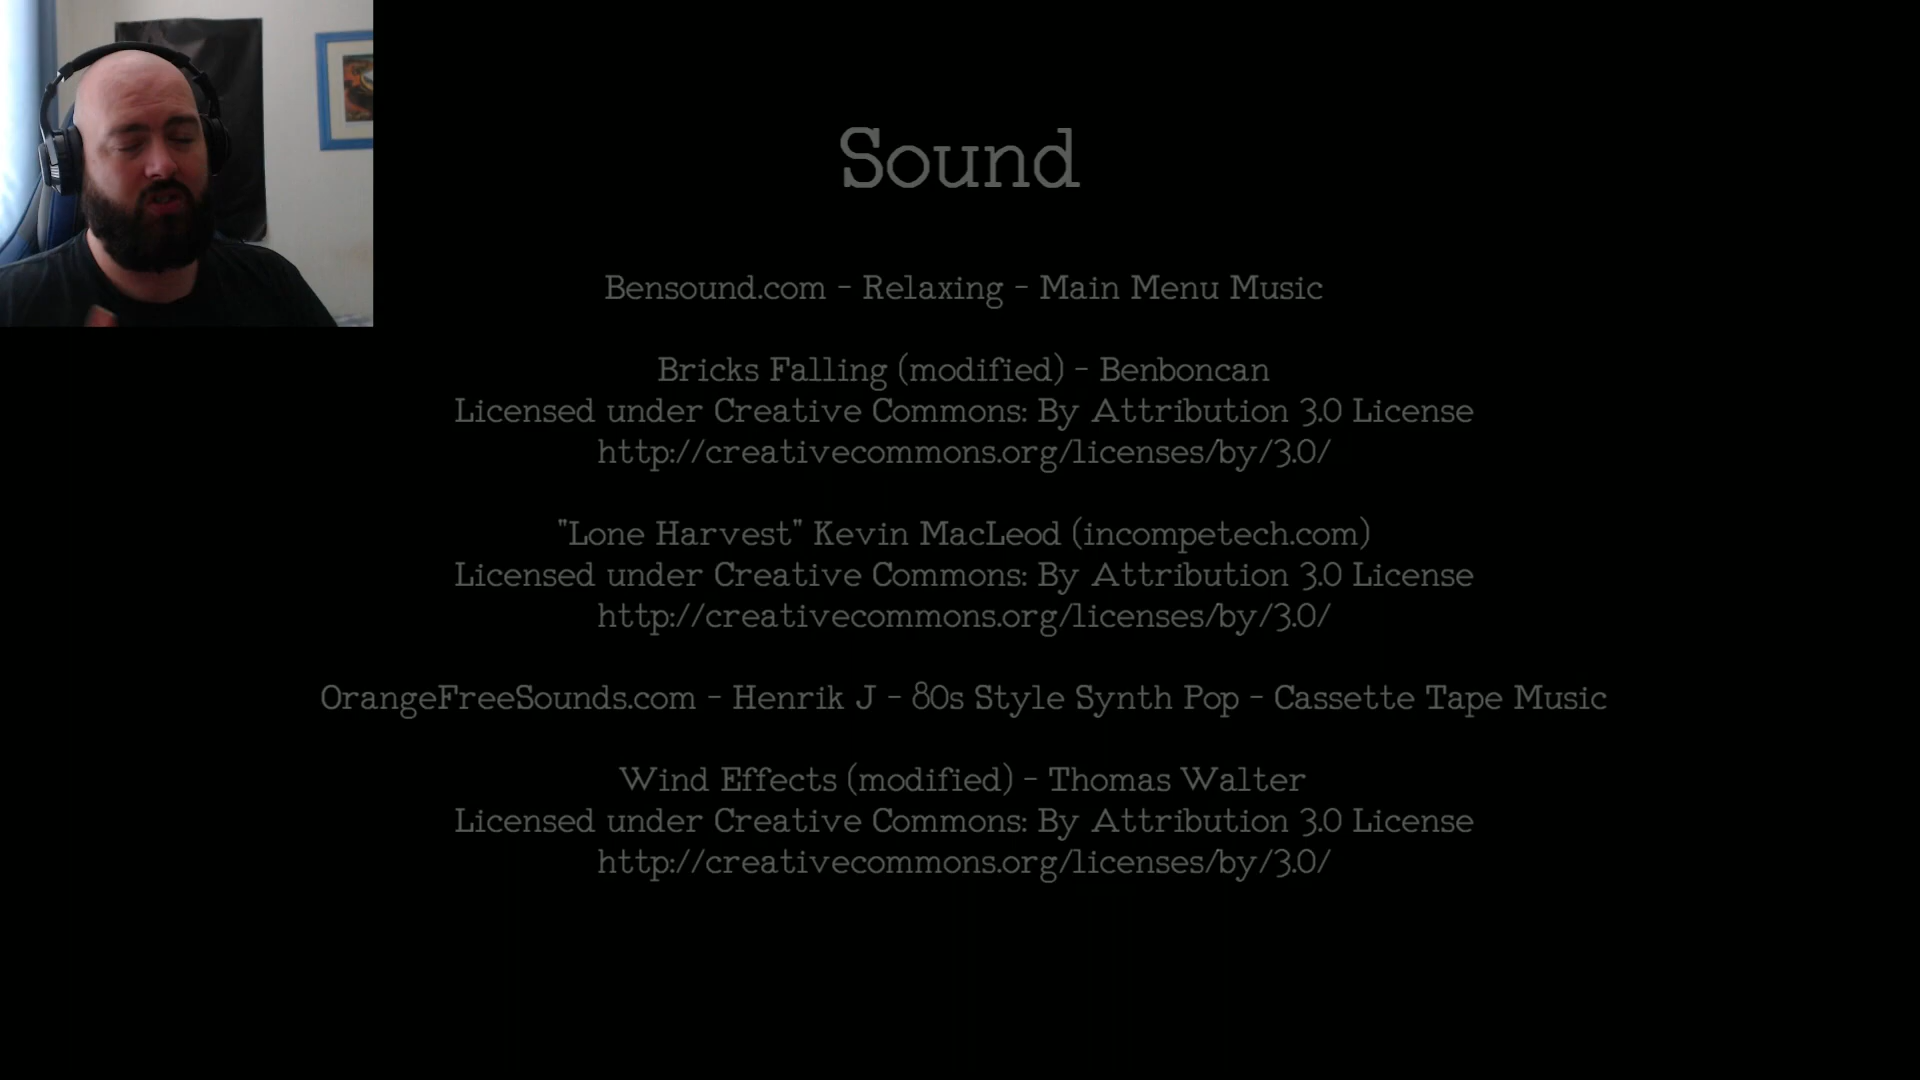 Sound
Bensound.com - Relaxing - Main Menu Music
Bricks Falling (modified) - Benboncan
Licensed under Creative Commons: By Attribution 3.0 License
http://creativecommons.org/licenses/by/3.0/
"Lone Harvest" Kevin MacLeod (incompetech.com)
Licensed under Creative Commons: By Attribution 3.0 License
http://creativecommons.org/licenses/by/3.0/
OrangeFreeSounds.com - Henrik J - 80s Style Synth Pop - Cassette Tape Music
Wind Effects (modified) - Thomas Walter
Licensed under Creative Commons: By Attribution 3.0 License
http://creativecommons.org/licenses/by/3.0/